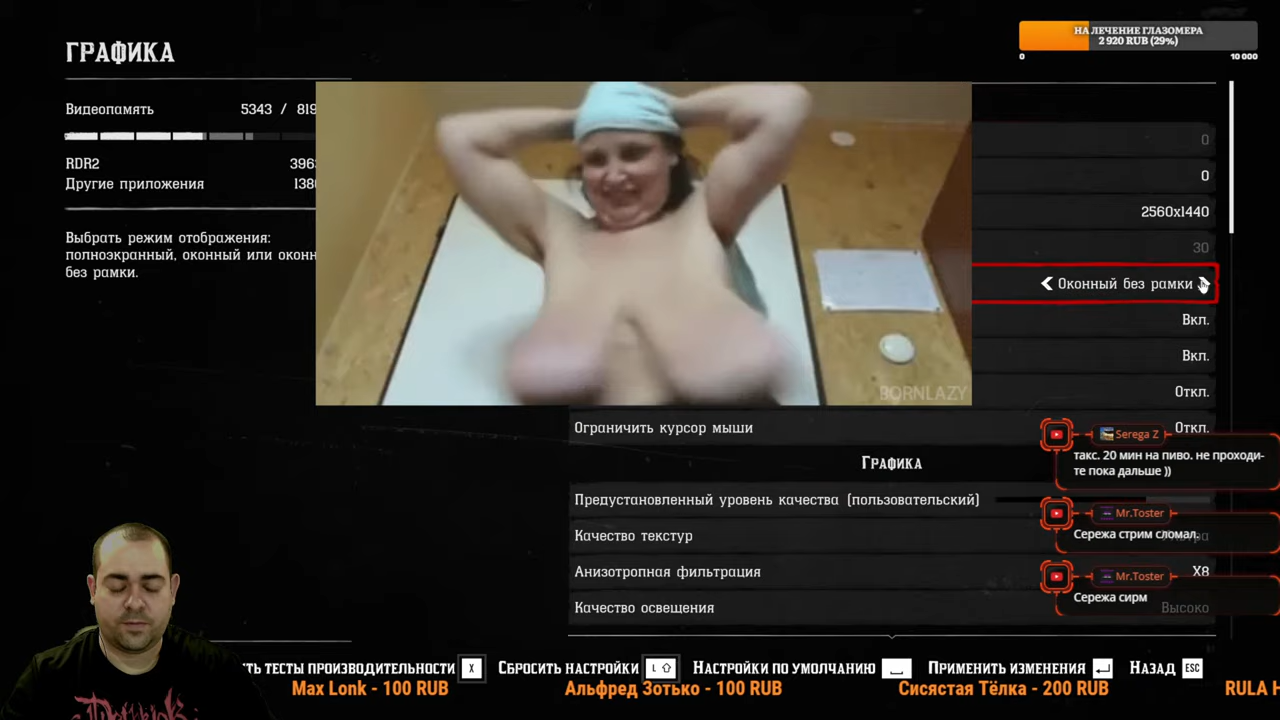 ГРАФИКА
НА ЛЕЧЕНИЕ ГЛАЗОМЕРА
2 920 RUB (29%)
0
10 000
Видеопамять 5343 / 819
RDR2 396
Другие приложения 138
Выбрать режим отображения:
полноэкранный, оконный или оконн
без рамки.
0
0
2560x1440
30
Оконный без рамки
Вкл.
Вкл.
Откл.
BORNLAZY
Ограничить курсор мыши Откл.
Графика
Предустановленный уровень качества (пользовательский)
Качество текстур
Анизотропная фильтрация X8
Качество освещения Высоко
Serega Z
такс. 20 мин на пиво. не проходи-
те пока дальше ))
Mr.Toster
Сережа стрим сломал.
Mr.Toster
Сережа сирм
ть тесты производительности X Сбросить настройки L Настройки по умолчанию Применить изменения Назад ESC
Max Lonk - 100 RUB Альфред Зотько - 100 RUB Сисястая Тёлка - 200 RUB RULA